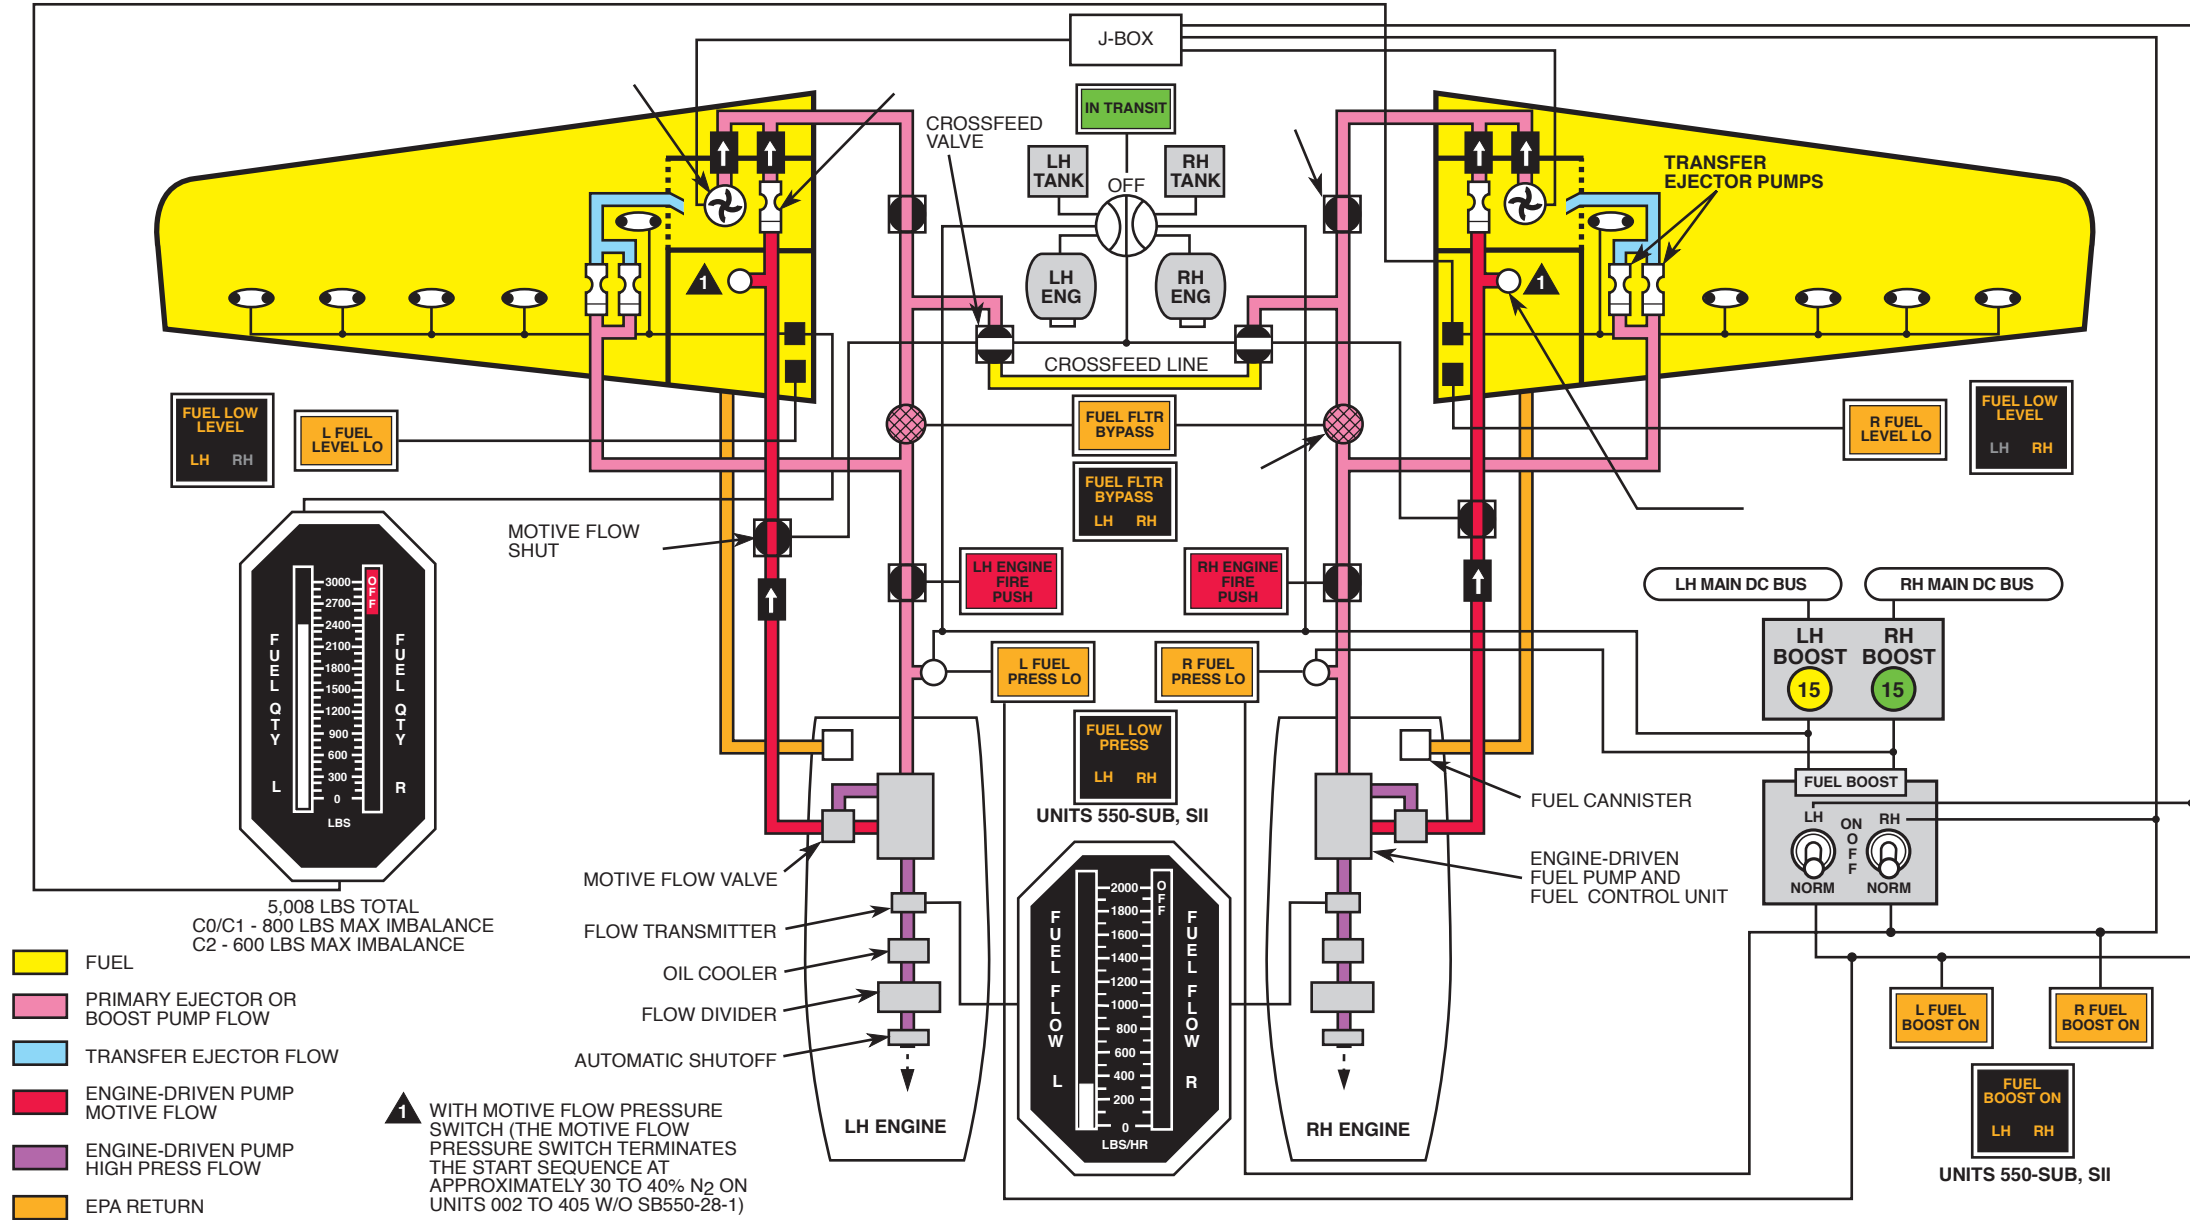 J-BOX
IN TRANSIT
CROSSFEED
VALVE
LH
TANK
RH
TANK
OFF
LH
ENG
RH
ENG
TRANSFER
EJECTOR PUMPS
1
1
CROSSFEED LINE
FUEL LOW
LEVEL
LH RH
L FUEL
LEVEL LO
FUEL FLTR
BYPASS
FUEL FLTR
BYPASS
LH RH
R FUEL
LEVEL LO
FUEL LOW
LEVEL
LH RH
MOTIVE FLOW
SHUT
LH ENGINE
FIRE
PUSH
RH ENGINE
FIRE
PUSH
LH MAIN DC BUS
RH MAIN DC BUS
LH
BOOST
15
RH
BOOST
15
FUEL QTY L
3000
2700
2400
2100
1800
1500
1200
900
600
300
0
LBS
OFF
FUEL QTY R
L FUEL
PRESS LO
R FUEL
PRESS LO
FUEL LOW
PRESS
LH RH
UNITS 550-SUB, SII
FUEL BOOST
LH
ON
OFF
RH
NORM
NORM
FUEL CANNISTER
ENGINE-DRIVEN
FUEL PUMP AND
FUEL CONTROL UNIT
MOTIVE FLOW VALVE
FLOW TRANSMITTER
OIL COOLER
FLOW DIVIDER
AUTOMATIC SHUTOFF
FUEL FLOW L
2000
1800
1600
1400
1200
1000
800
600
400
200
0
LBS/HR
OFF
FUEL FLOW R
LH ENGINE
RH ENGINE
5,008 LBS TOTAL
C0/C1 - 800 LBS MAX IMBALANCE
C2 - 600 LBS MAX IMBALANCE
FUEL
PRIMARY EJECTOR OR
BOOST PUMP FLOW
TRANSFER EJECTOR FLOW
ENGINE-DRIVEN PUMP
MOTIVE FLOW
ENGINE-DRIVEN PUMP
HIGH PRESS FLOW
EPA RETURN
1
WITH MOTIVE FLOW PRESSURE
SWITCH (THE MOTIVE FLOW
PRESSURE SWITCH TERMINATES
THE START SEQUENCE AT
APPROXIMATELY 30 TO 40% N2 ON
UNITS 002 TO 405 W/O SB550-28-1)
L FUEL
BOOST ON
R FUEL
BOOST ON
FUEL
BOOST ON
LH RH
UNITS 550-SUB, SII